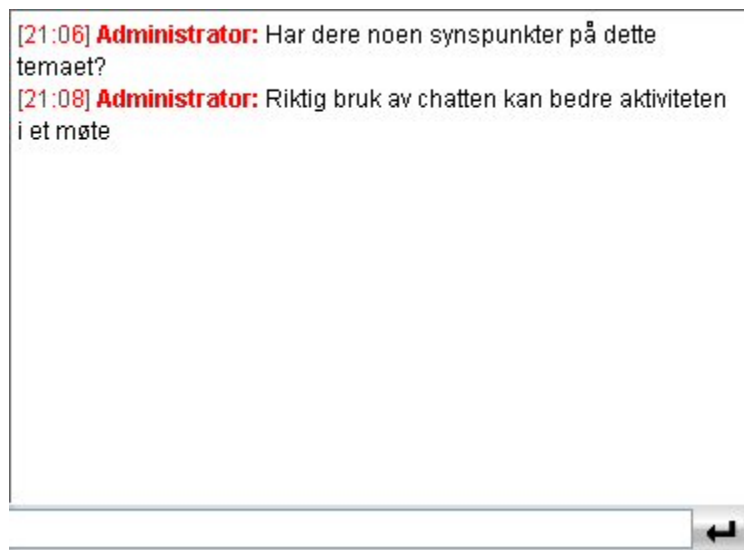 [21:06] Administrator: Har dere noen synspunkter på dette
temaet?
[21:08] Administrator: Riktig bruk av chatten kan bedre aktiviteten
i et møte